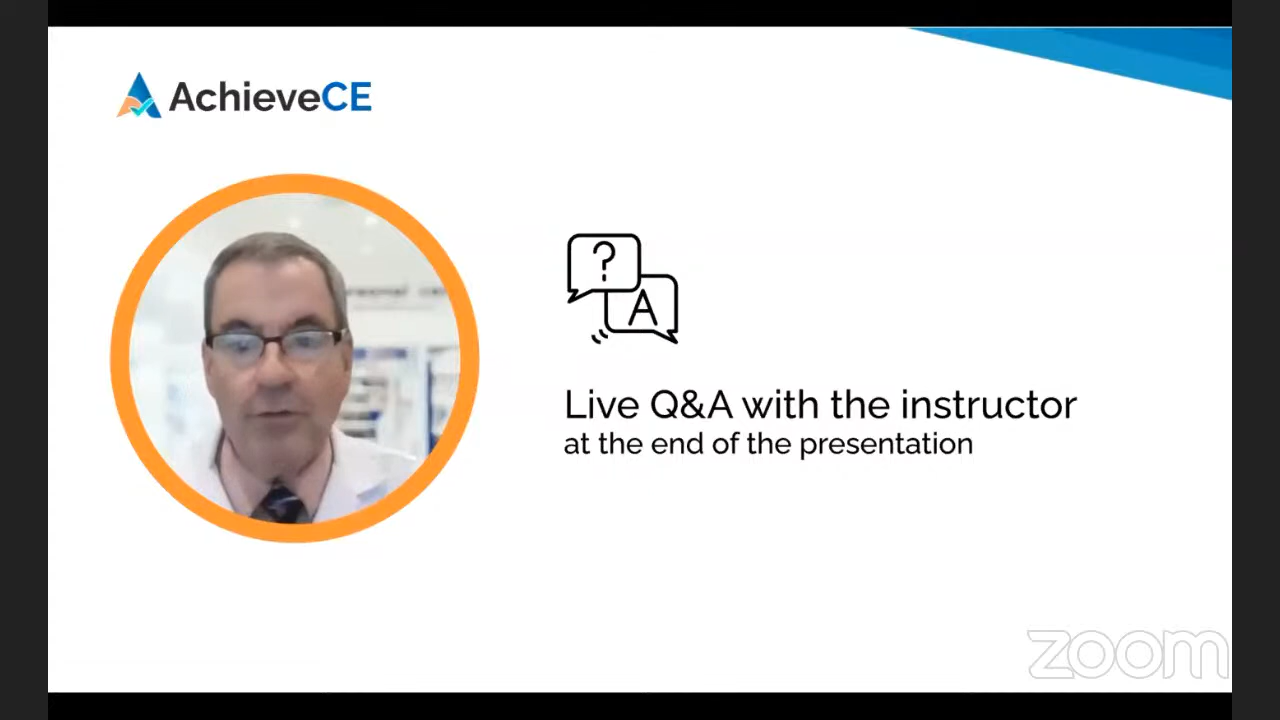 AchieveCE
?
A
Live Q&A with the instructor
at the end of the presentation
zoom